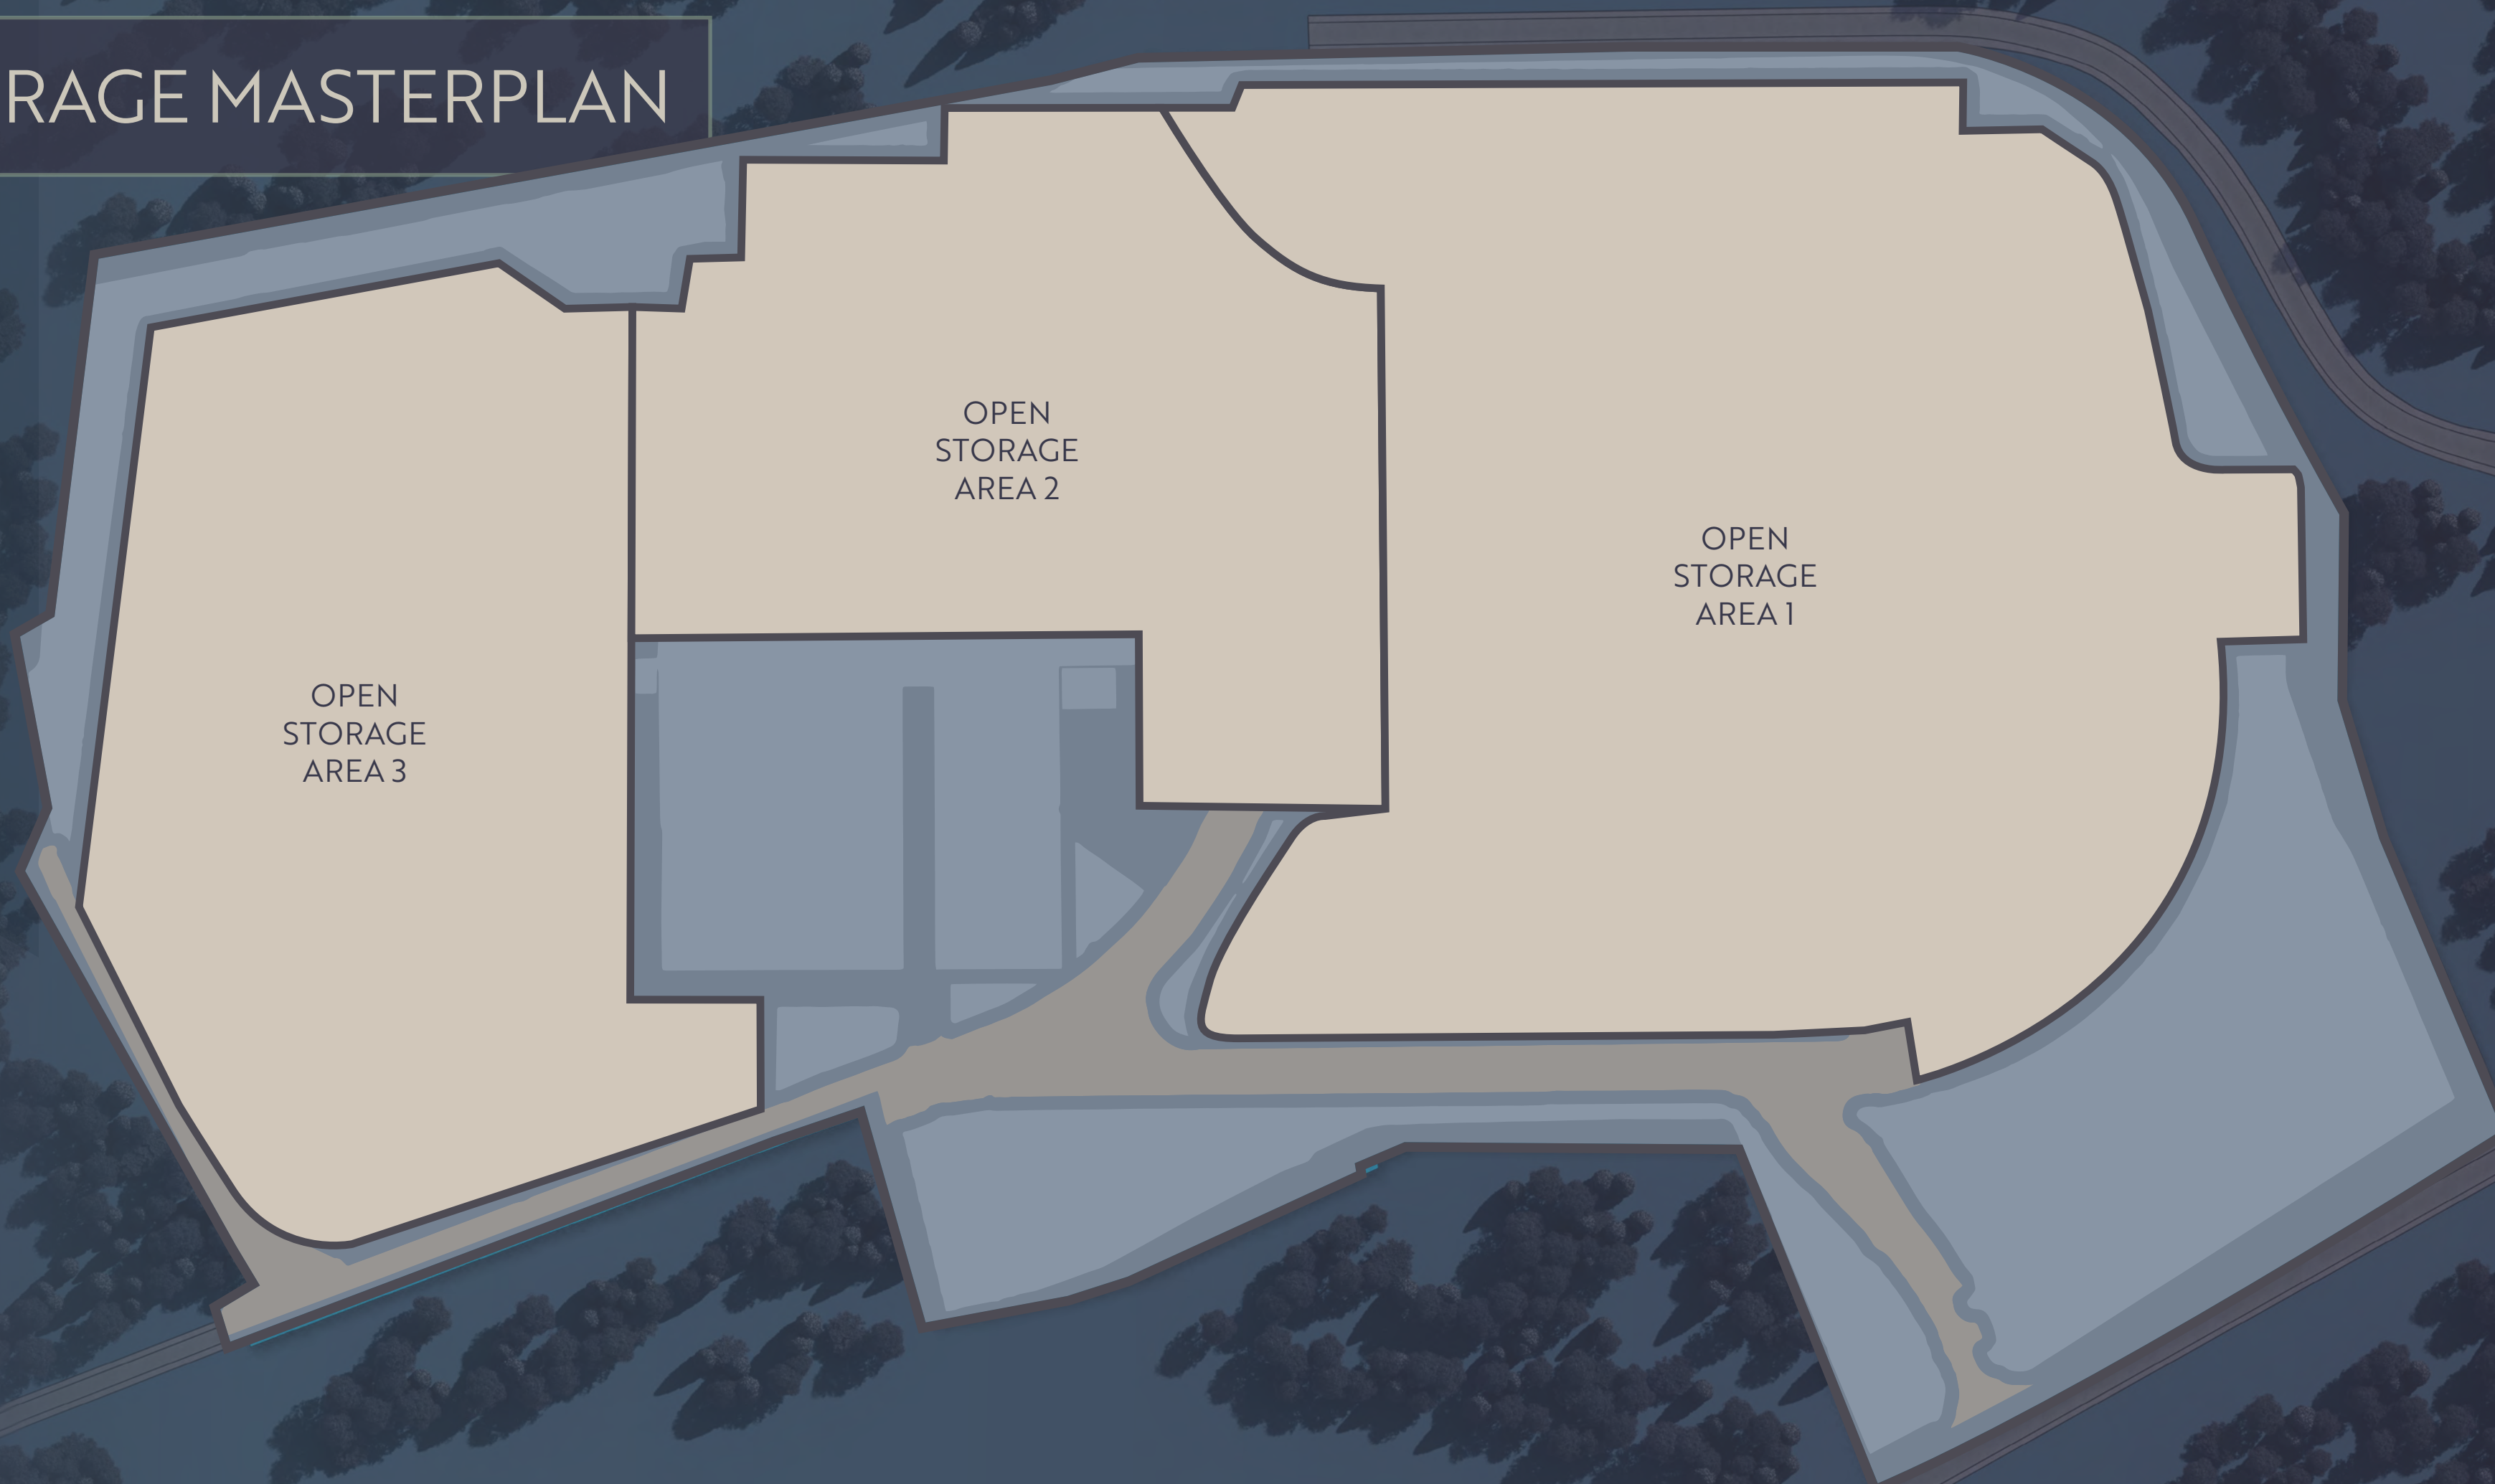 RAGE MASTERPLAN
OPEN
STORAGE
AREA 2
OPEN
STORAGE
AREA 1
OPEN
STORAGE
AREA 3